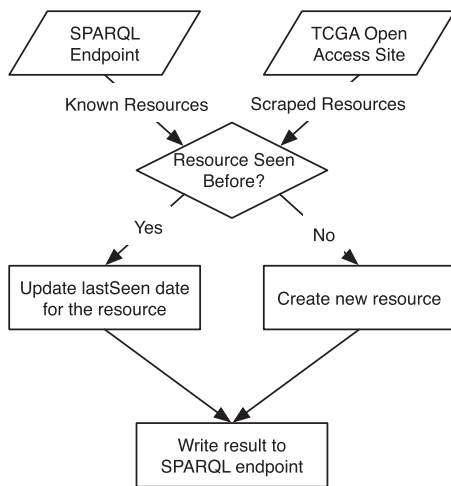 SPARQL
Endpoint
TCGA Open
Access Site
Known Resources
Scraped Resources
Resource Seen
Before?
Yes
No
Update lastSeen date
for the resource
Create new resource
Write result to
SPARQL endpoint